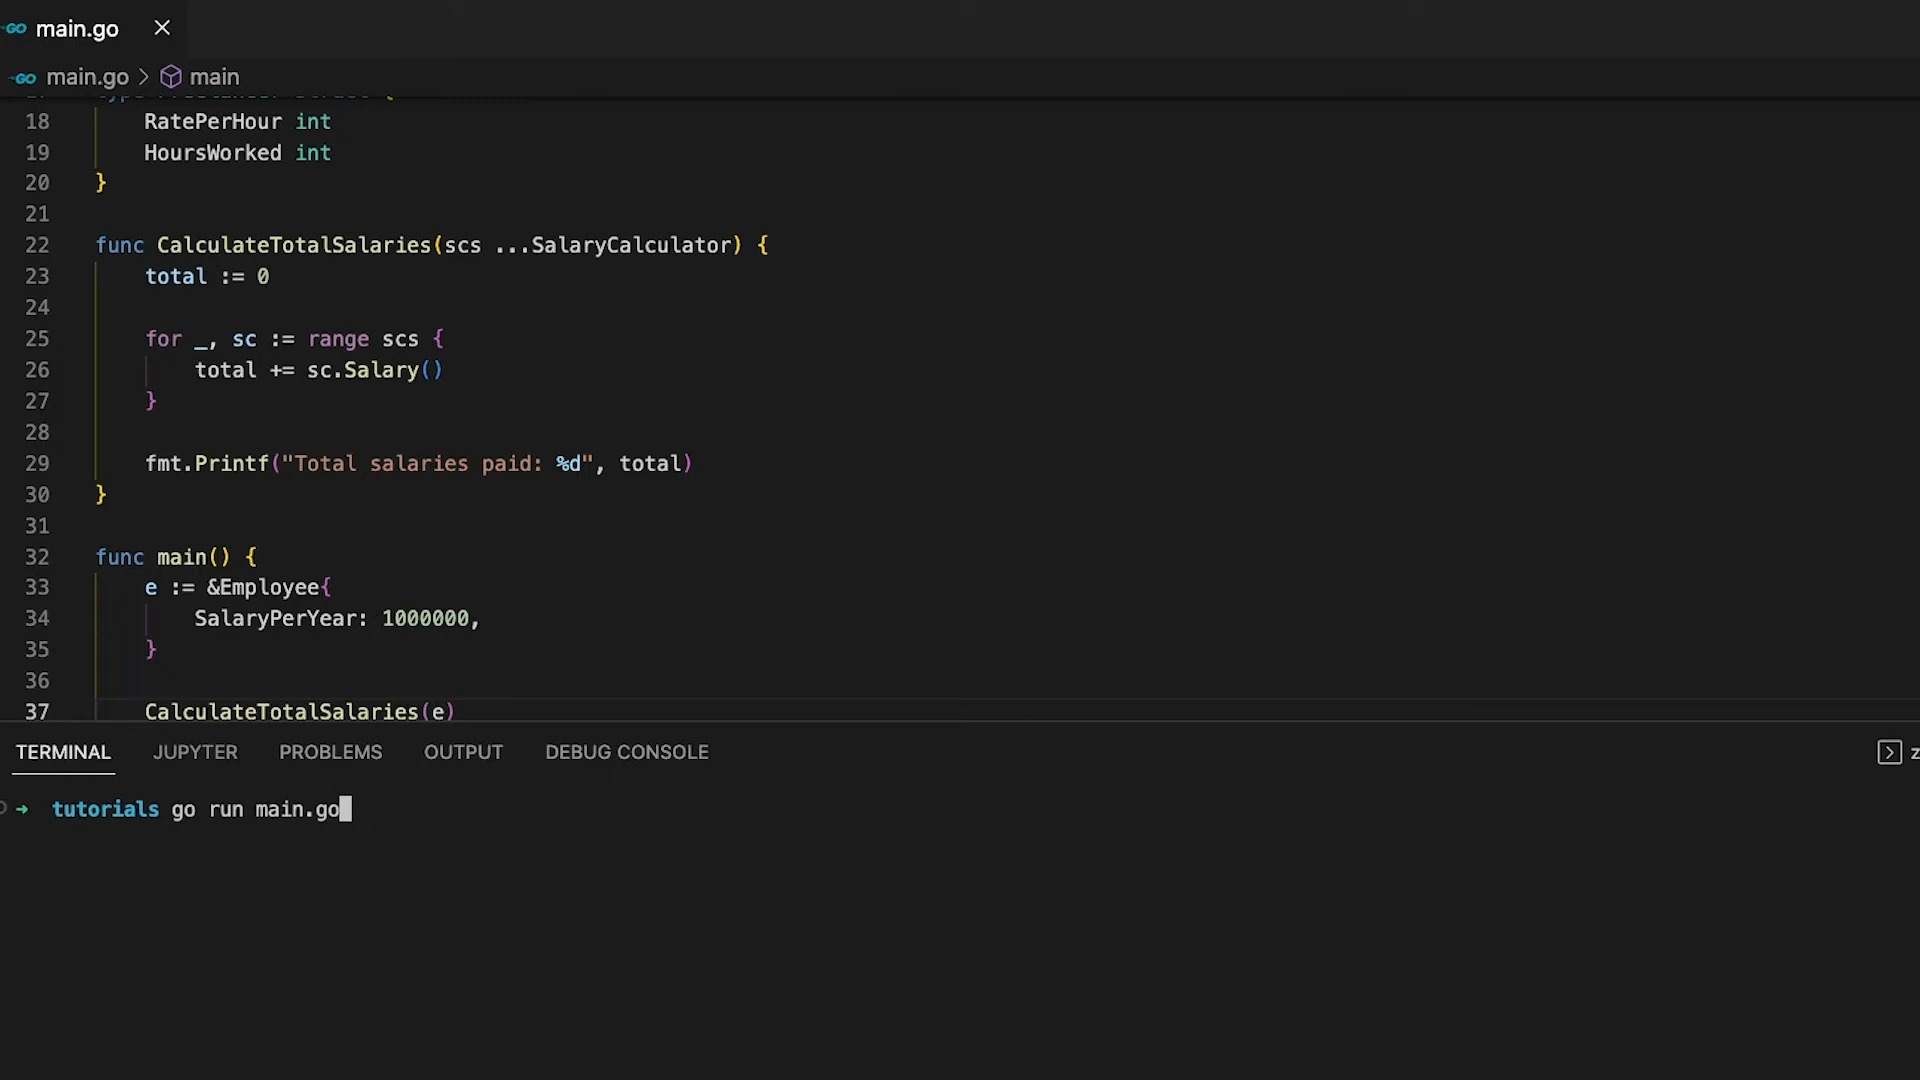 GO main.go ×
GO main.go > main
18 RatePerHour int
19 HoursWorked int
20 }
21
22 func CalculateTotalSalaries(scs ...SalaryCalculator) {
23 total := 0
24
25 for _, sc := range scs {
26 total += sc.Salary()
27 }
28
29 fmt.Printf("Total salaries paid: %d", total)
30 }
31
32 func main() {
33 e := &Employee{
34 SalaryPerYear: 1000000,
35 }
36
37 CalculateTotalSalaries(e)
TERMINAL JUPYTER PROBLEMS OUTPUT DEBUG CONSOLE
→ tutorials go run main.go